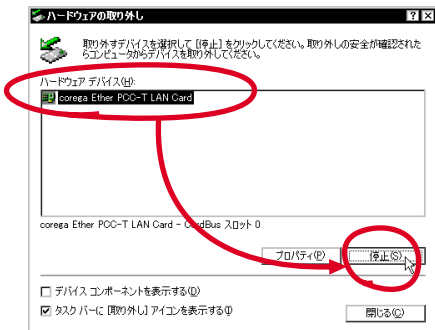 ハードウェアの取り外し
取り外すデバイスを選択して [停止] をクリックしてください。取り外しの安全が確認された
らコンピュータからデバイスを取り外してください。
ハードウェア デバイス(H):
corega Ether PCC-T LAN Card
corega Ether PCC-T LAN Card - CardBus スロット 0
プロパティ(P)
停止(S)
デバイス コンポーネントを表示する(D)
タスク バーに [取り外し] アイコンを表示する(I)
閉じる(C)